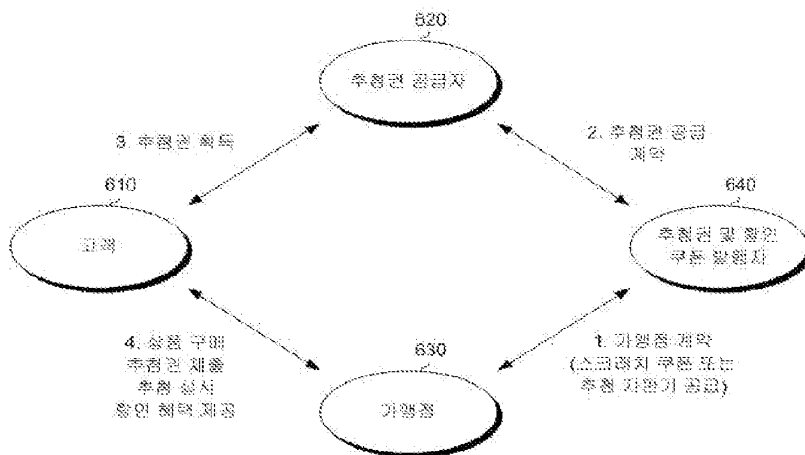 620
추첨권 공급자
3. 추첨권 획득
2. 추첨권 공급
계약
610
고객
640
추첨권 및 할인
쿠폰 발행자
4. 상품 구매
추첨권 제출
추첨 실시
할인 혜택 제공
630
가맹점
1. 가맹점 계약
(스크래치 쿠폰 또는
추첨 자판기 공급)